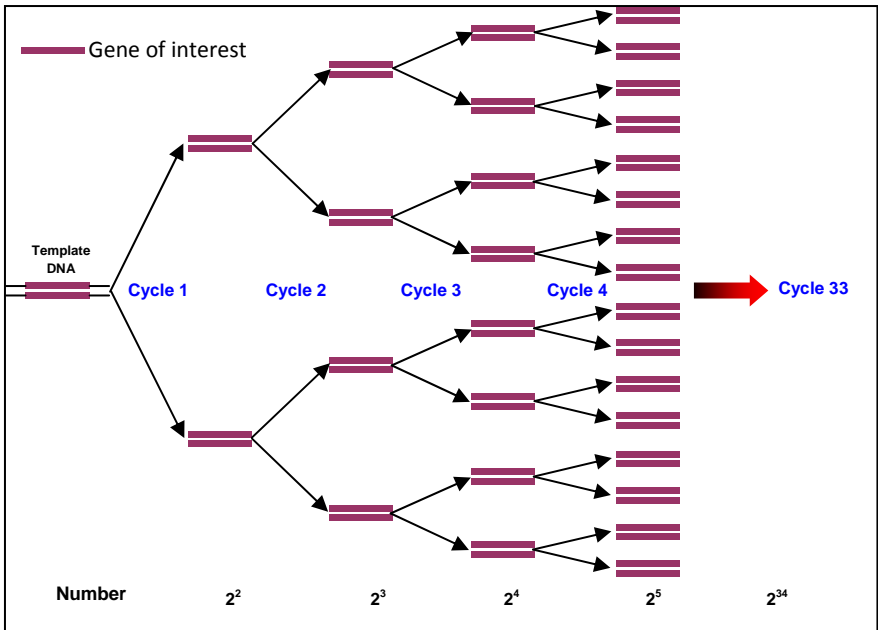 Gene of interest
Template
DNA
Cycle 1 Cycle 2 Cycle 3 Cycle 4 Cycle 33
Number 2² 2³ 2⁴ 2⁵ 2³⁴